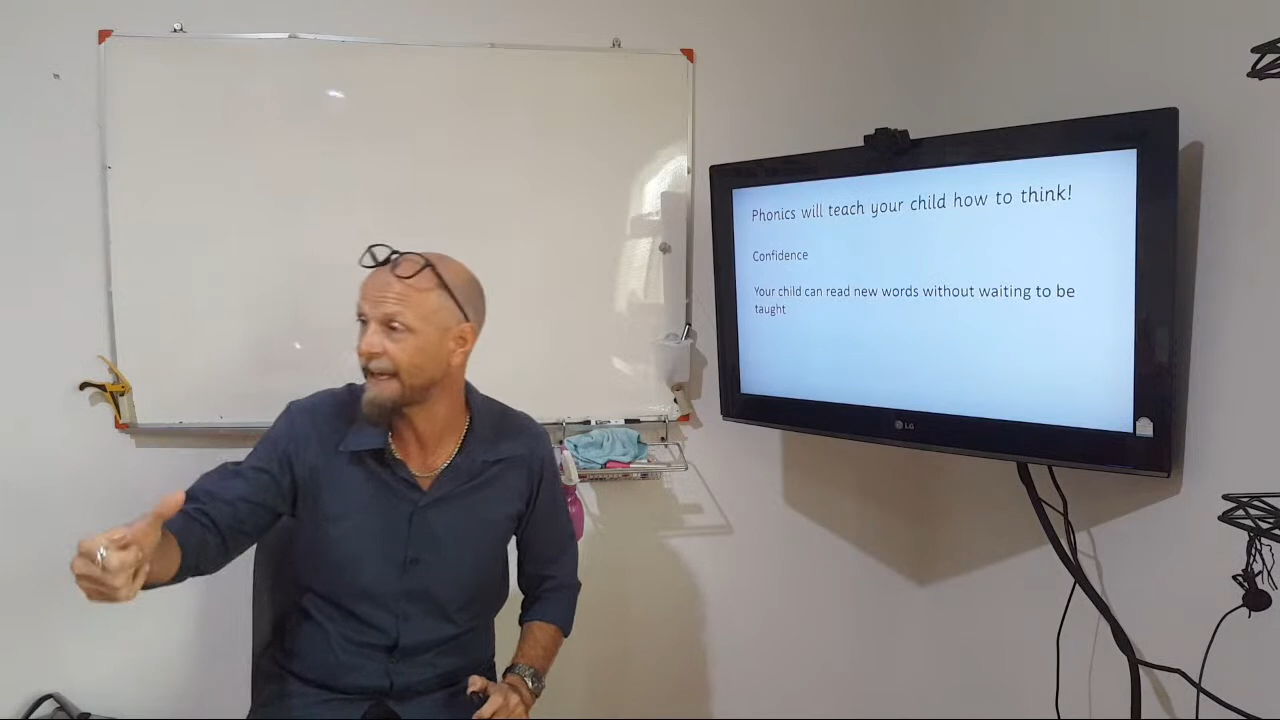 Phonics will teach your child how to think!
Confidence
Your child can read new words without waiting to be
taught
LG